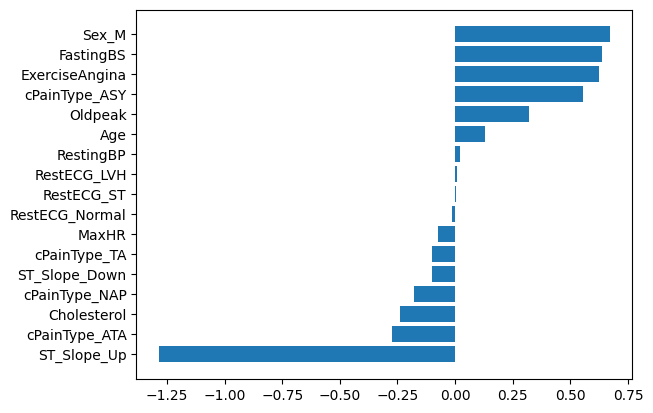 Sex_M
FastingBS
ExerciseAngina
cPainType_ASY
Oldpeak
Age
RestingBP
RestECG_LVH
RestECG_ST
RestECG_Normal
MaxHR
cPainType_TA
ST_Slope_Down
cPainType_NAP
Cholesterol
cPainType_ATA
ST_Slope_Up
−1.25 −1.00 −0.75 −0.50 −0.25 0.00 0.25 0.50 0.75